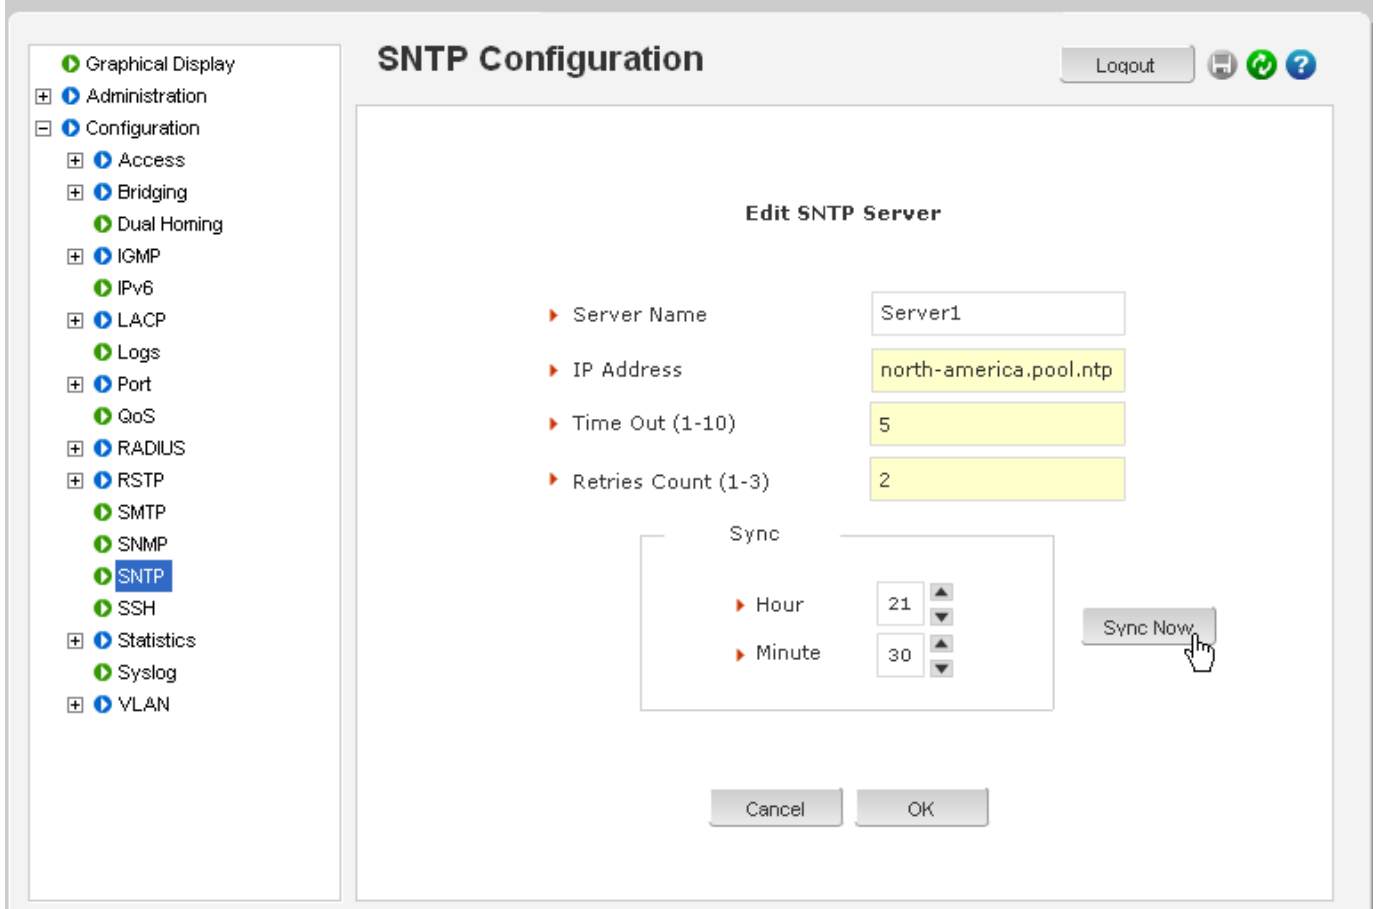 SNTP Configuration
Logout
Graphical Display
Administration
Configuration
Access
Bridging
Dual Homing
IGMP
IPv6
LACP
Logs
Port
QoS
RADIUS
RSTP
SMTP
SNMP
SNTP
SSH
Statistics
Syslog
VLAN
Edit SNTP Server
Server Name Server1
IP Address north-america.pool.ntp
Time Out (1-10) 5
Retries Count (1-3) 2
Sync
Hour 21
Minute 30
Sync Now
Cancel OK